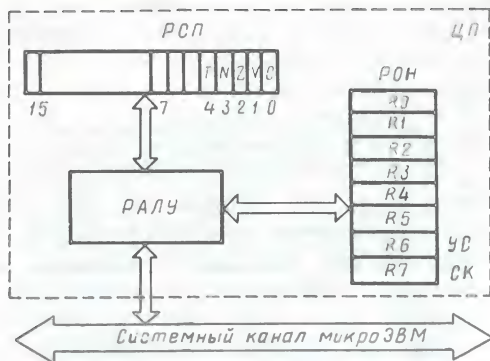 РСП
ЦП
T N Z V C
15 7 4 3 2 1 0
РОН
R0
R1
R2
R3
R4
R5
R6 УС
R7 СК
РАЛУ
Системный канал микроЭВМ